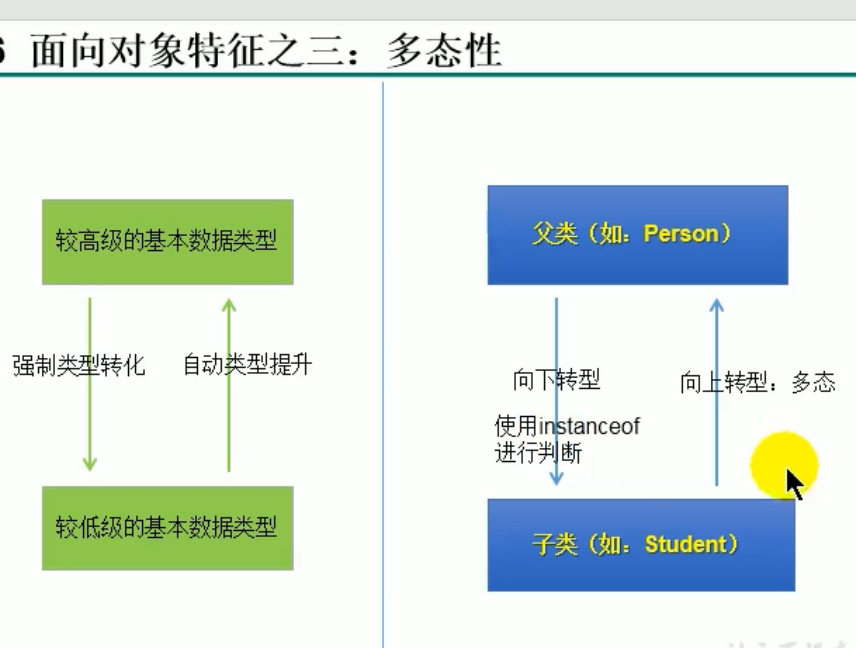 6 面向对象特征之三：多态性
较高级的基本数据类型
强制类型转化
自动类型提升
较低级的基本数据类型
父类（如：Person）
向下转型
使用instanceof
进行判断
向上转型：多态
子类（如：Student）